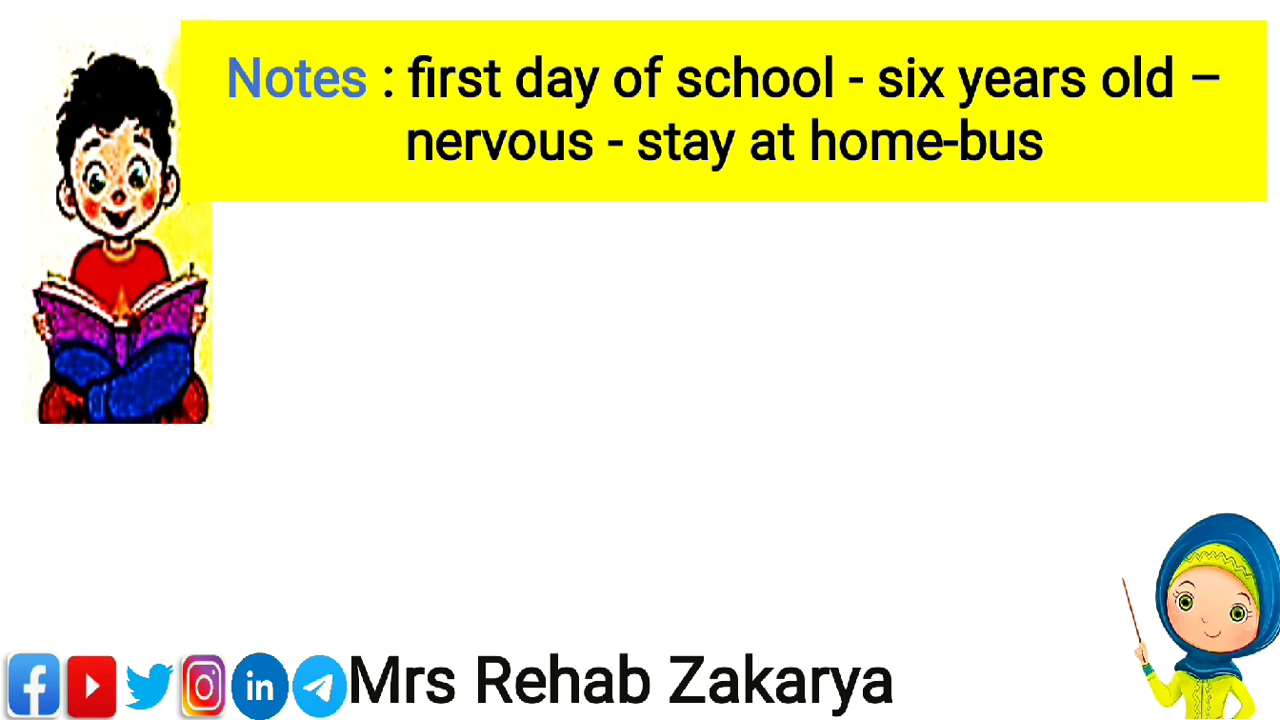 Notes : first day of school - six years old –
nervous - stay at home-bus
Mrs Rehab Zakarya